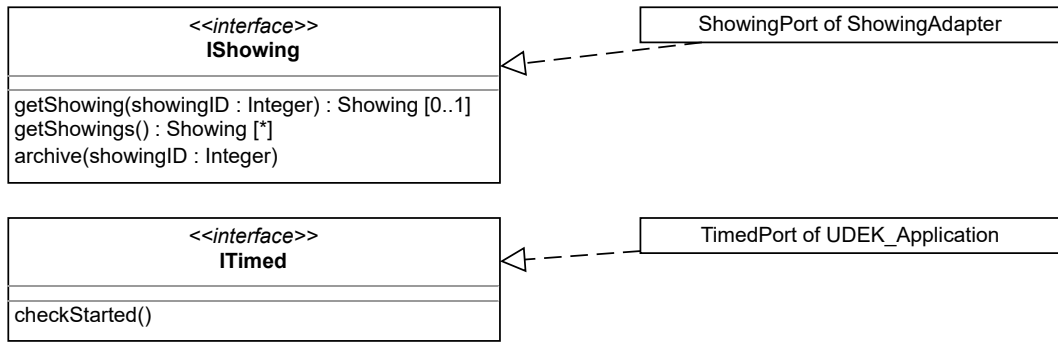 <<interface>>
IShowing
getShowing(showingID : Integer) : Showing [0..1]
getShowings() : Showing [*]
archive(showingID : Integer)
ShowingPort of ShowingAdapter
<<interface>>
ITimed
checkStarted()
TimedPort of UDEK_Application